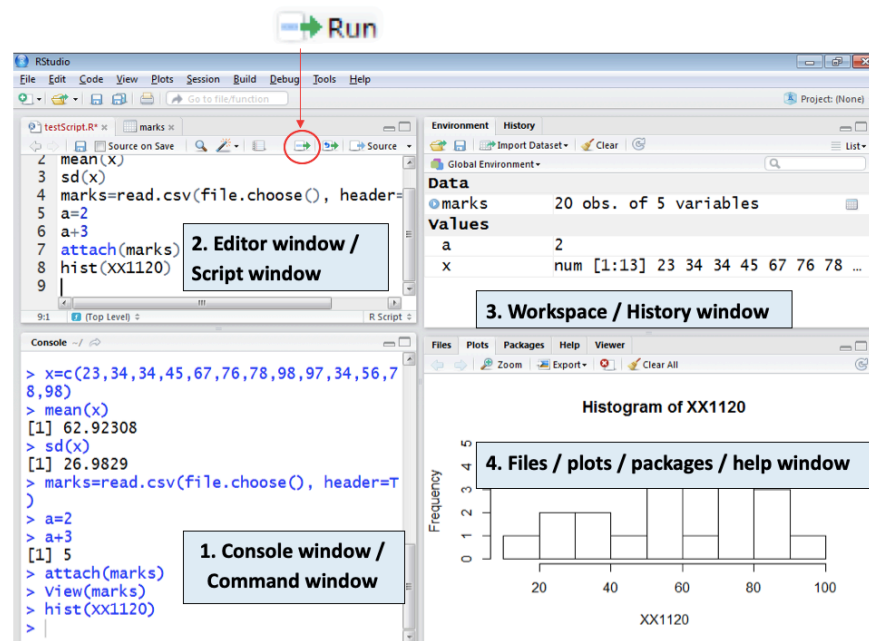 Run
RStudio
File Edit Code View Plots Session Build Debug Tools Help
Go to file/function
Project: (None)
testScript.R* × marks ×
Source on Save Source
2 mean(x)
3 sd(x)
4 marks=read.csv(file.choose(), header=
5 a=2
6 a+3
7 attach(marks)
8 hist(XX1120)
9
2. Editor window /
Script window
9:1 (Top Level) R Script
Environment History
Import Dataset Clear List
Global Environment
Data
marks 20 obs. of 5 variables
Values
a 2
x num [1:13] 23 34 34 45 67 76 78 …
3. Workspace / History window
Console ~/
> x=c(23,34,34,45,67,76,78,98,97,34,56,7
8,98)
> mean(x)
[1] 62.92308
> sd(x)
[1] 26.9829
> marks=read.csv(file.choose(), header=T
)
> a=2
> a+3
[1] 5
> attach(marks)
> View(marks)
> hist(XX1120)
>
1. Console window /
Command window
Files Plots Packages Help Viewer
Zoom Export Clear All
Histogram of XX1120
4. Files / plots / packages / help window
Frequency
5
4
3
2
1
0
20 40 60 80 100
XX1120